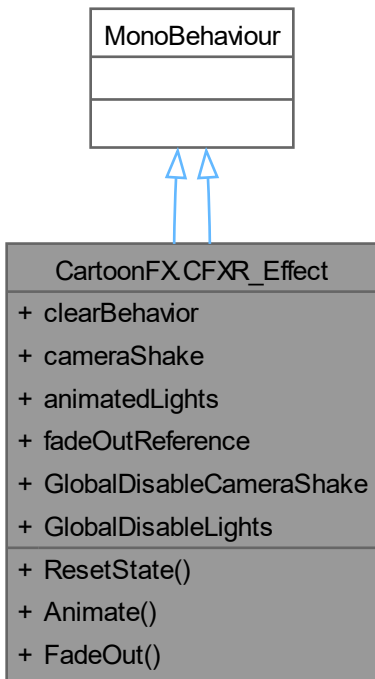 MonoBehaviour
CartoonFX.CFXR_Effect
+ clearBehavior
+ cameraShake
+ animatedLights
+ fadeOutReference
+ GlobalDisableCameraShake
+ GlobalDisableLights
+ ResetState()
+ Animate()
+ FadeOut()